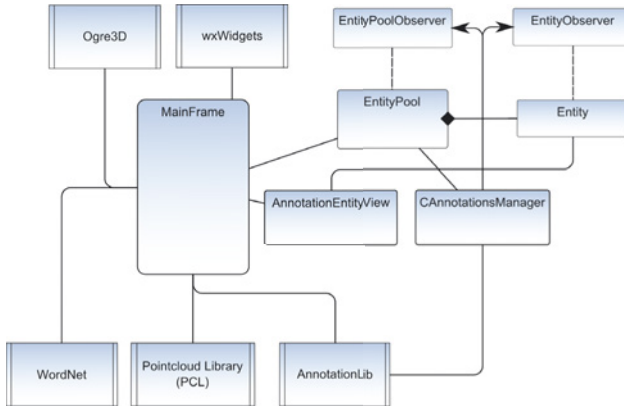 EntityPoolObserver
EntityObserver
Ogre3D
wxWidgets
EntityPool
MainFrame
Entity
AnnotationEntityView
CAnnotationsManager
WordNet
Pointcloud Library
(PCL)
AnnotationLib